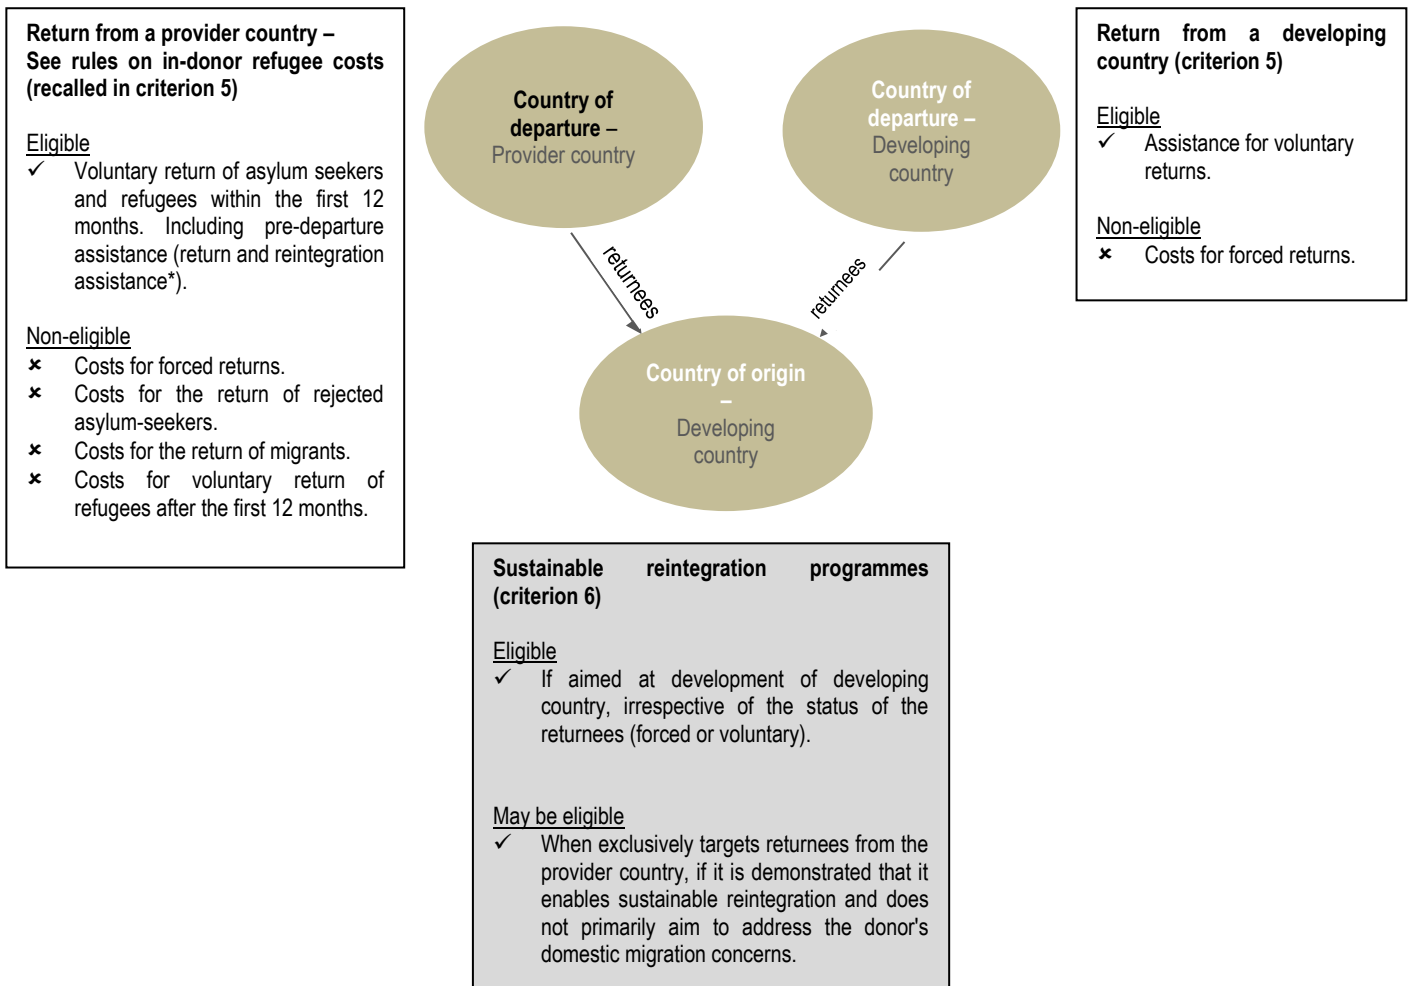 Return from a provider country –
See rules on in-donor refugee costs
(recalled in criterion 5)
Eligible
✓ Voluntary return of asylum seekers
and refugees within the first 12
months. Including pre-departure
assistance (return and reintegration
assistance*).
Non-eligible
× Costs for forced returns.
× Costs for the return of rejected
asylum-seekers.
× Costs for the return of migrants.
× Costs for voluntary return of
refugees after the first 12 months.
Country of
departure –
Provider country
Country of
departure –
Developing
country
returnees
returnees
Country of origin
–
Developing
country
Return from a developing
country (criterion 5)
Eligible
✓ Assistance for voluntary
returns.
Non-eligible
× Costs for forced returns.
Sustainable reintegration programmes
(criterion 6)
Eligible
✓ If aimed at development of developing
country, irrespective of the status of the
returnees (forced or voluntary).
May be eligible
✓ When exclusively targets returnees from the
provider country, if it is demonstrated that it
enables sustainable reintegration and does
not primarily aim to address the donor's
domestic migration concerns.